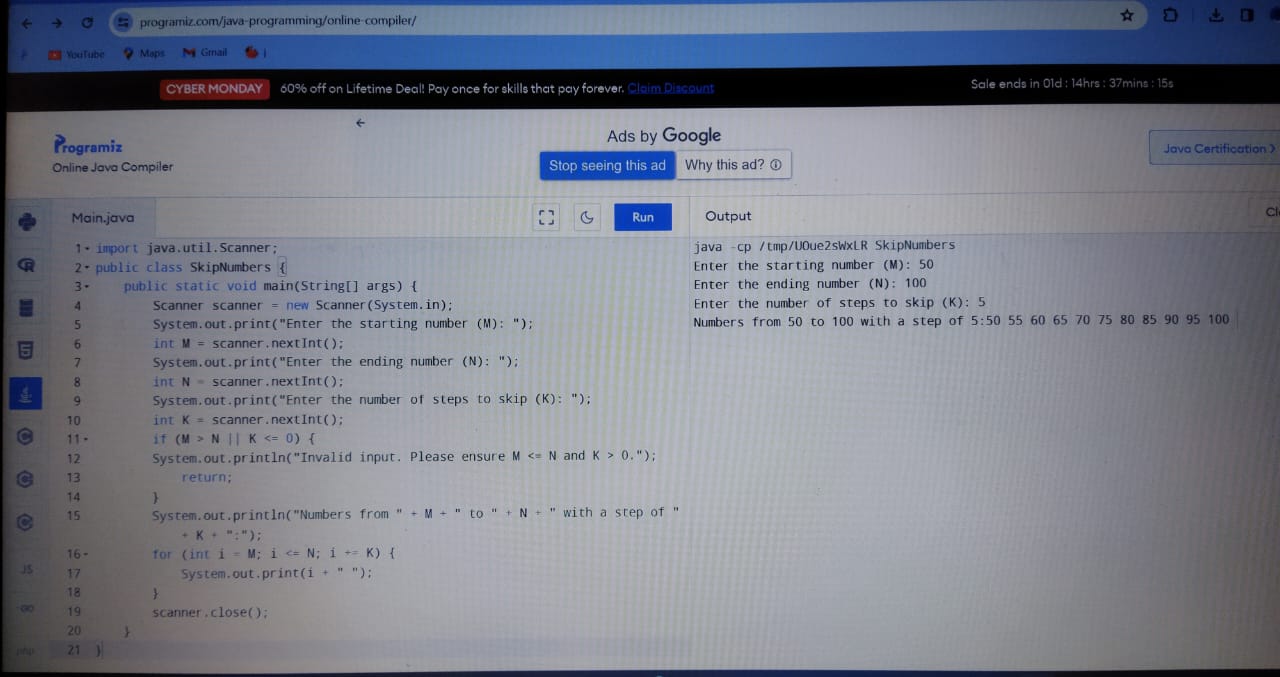 programiz.com/java-programming/online-compiler/
YouTube Maps Gmail
CYBER MONDAY 60% off on Lifetime Deal! Pay once for skills that pay forever. Claim Discount Sale ends in 01d : 14hrs : 37mins : 15s
Programiz
Online Java Compiler
Ads by Google
Stop seeing this ad Why this ad?
Java Certification
Main.java Run
1 import java.util.Scanner;
2 public class SkipNumbers {
3 public static void main(String[] args) {
4 Scanner scanner = new Scanner(System.in);
5 System.out.print("Enter the starting number (M): ");
6 int M = scanner.nextInt();
7 System.out.print("Enter the ending number (N): ");
8 int N = scanner.nextInt();
9 System.out.print("Enter the number of steps to skip (K): ");
10 int K = scanner.nextInt();
11 if (M > N || K <= 0) {
12 System.out.println("Invalid input. Please ensure M <= N and K > 0.");
13 return;
14 }
15 System.out.println("Numbers from " + M + " to " + N + " with a step of "
+ K + ":");
16 for (int i = M; i <= N; i += K) {
17 System.out.print(i + " ");
18 }
19 scanner.close();
20 }
21 }
JS
GO
php
Output
java -cp /tmp/UOue2sWxLR SkipNumbers
Enter the starting number (M): 50
Enter the ending number (N): 100
Enter the number of steps to skip (K): 5
Numbers from 50 to 100 with a step of 5:50 55 60 65 70 75 80 85 90 95 100